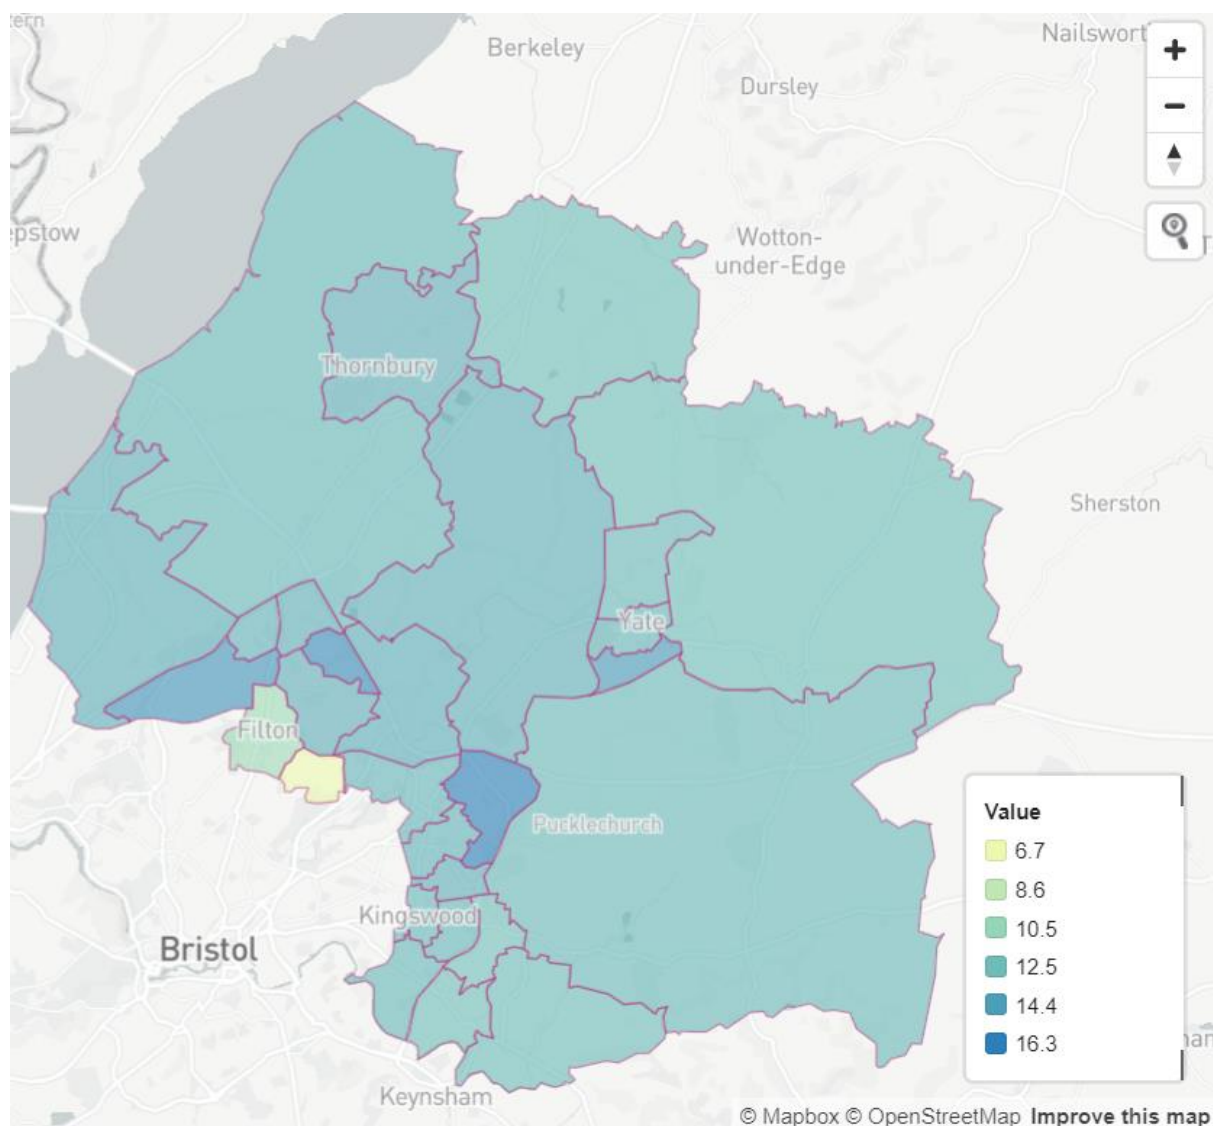 tern
Berkeley
Nailswort
Dursley
+
−
epstow
Wotton-
under-Edge
Thornbury
Sherston
Yate
Filton
Pucklechurch
Kingswood
Bristol
Keynsham
Value
6.7
8.6
10.5
12.5
14.4
16.3
© Mapbox © OpenStreetMap Improve this map